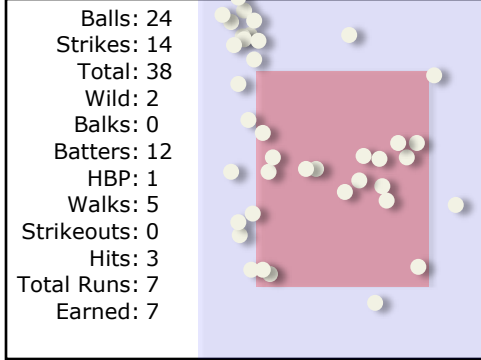 Balls: 24
Strikes: 14
Total: 38
Wild: 2
Balks: 0
Batters: 12
HBP: 1
Walks: 5
Strikeouts: 0
Hits: 3
Total Runs: 7
Earned: 7